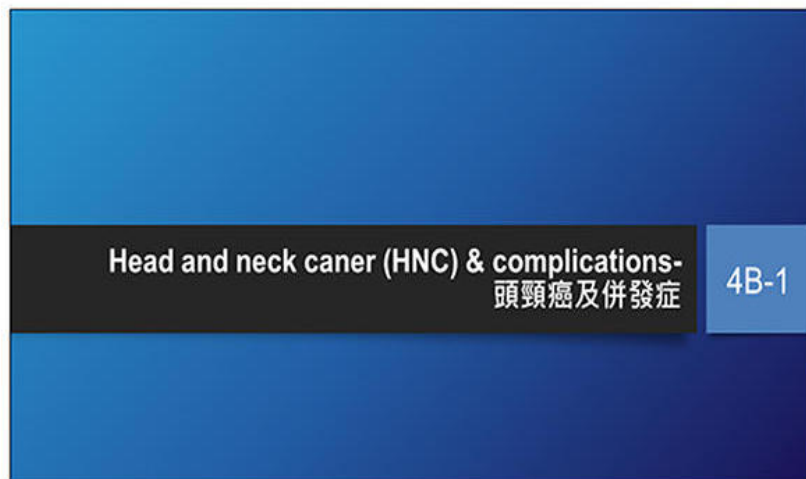 Head and neck caner (HNC) & complications-
頭頸癌及併發症
4B-1